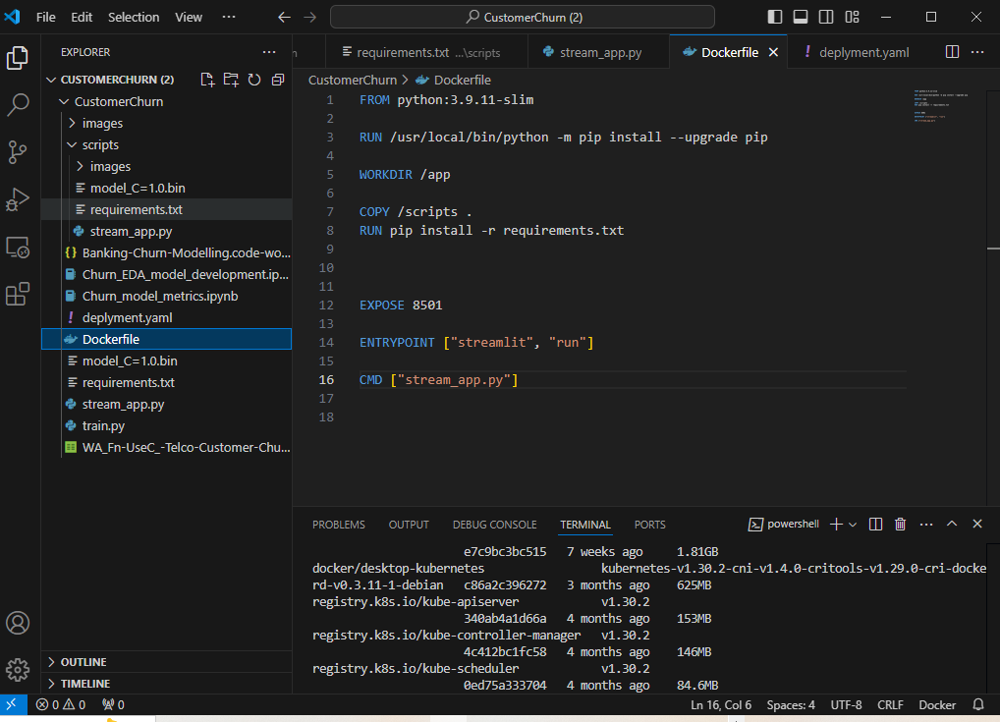 File Edit Selection View ··· CustomerChurn (2)
EXPLORER ···
CUSTOMERCHURN (2)
CustomerChurn
images
scripts
images
model_C=1.0.bin
requirements.txt
stream_app.py
Banking-Churn-Modelling.code-wo...
Churn_EDA_model_development.ip...
Churn_model_metrics.ipynb
deplyment.yaml
Dockerfile
model_C=1.0.bin
requirements.txt
stream_app.py
train.py
WA_Fn-UseC_-Telco-Customer-Chu...
OUTLINE
TIMELINE
requirements.txt ...\scripts stream_app.py Dockerfile deplyment.yaml ···
CustomerChurn > Dockerfile
1 FROM python:3.9.11-slim
2
3 RUN /usr/local/bin/python -m pip install --upgrade pip
4
5 WORKDIR /app
6
7 COPY /scripts .
8 RUN pip install -r requirements.txt
9
10
11
12 EXPOSE 8501
13
14 ENTRYPOINT ["streamlit", "run"]
15
16 CMD ["stream_app.py"]
17
18
PROBLEMS OUTPUT DEBUG CONSOLE TERMINAL PORTS powershell ···
e7c9bc3bc515 7 weeks ago 1.81GB
docker/desktop-kubernetes kubernetes-v1.30.2-cni-v1.4.0-critools-v1.29.0-cri-docke
rd-v0.3.11-1-debian c86a2c396272 3 months ago 625MB
registry.k8s.io/kube-apiserver v1.30.2
340ab4a1d66a 4 months ago 153MB
registry.k8s.io/kube-controller-manager v1.30.2
4c412bc1fc58 4 months ago 146MB
registry.k8s.io/kube-scheduler v1.30.2
0ed75a333704 4 months ago 84.6MB
0 0 0 Ln 16, Col 6 Spaces: 4 UTF-8 CRLF Docker